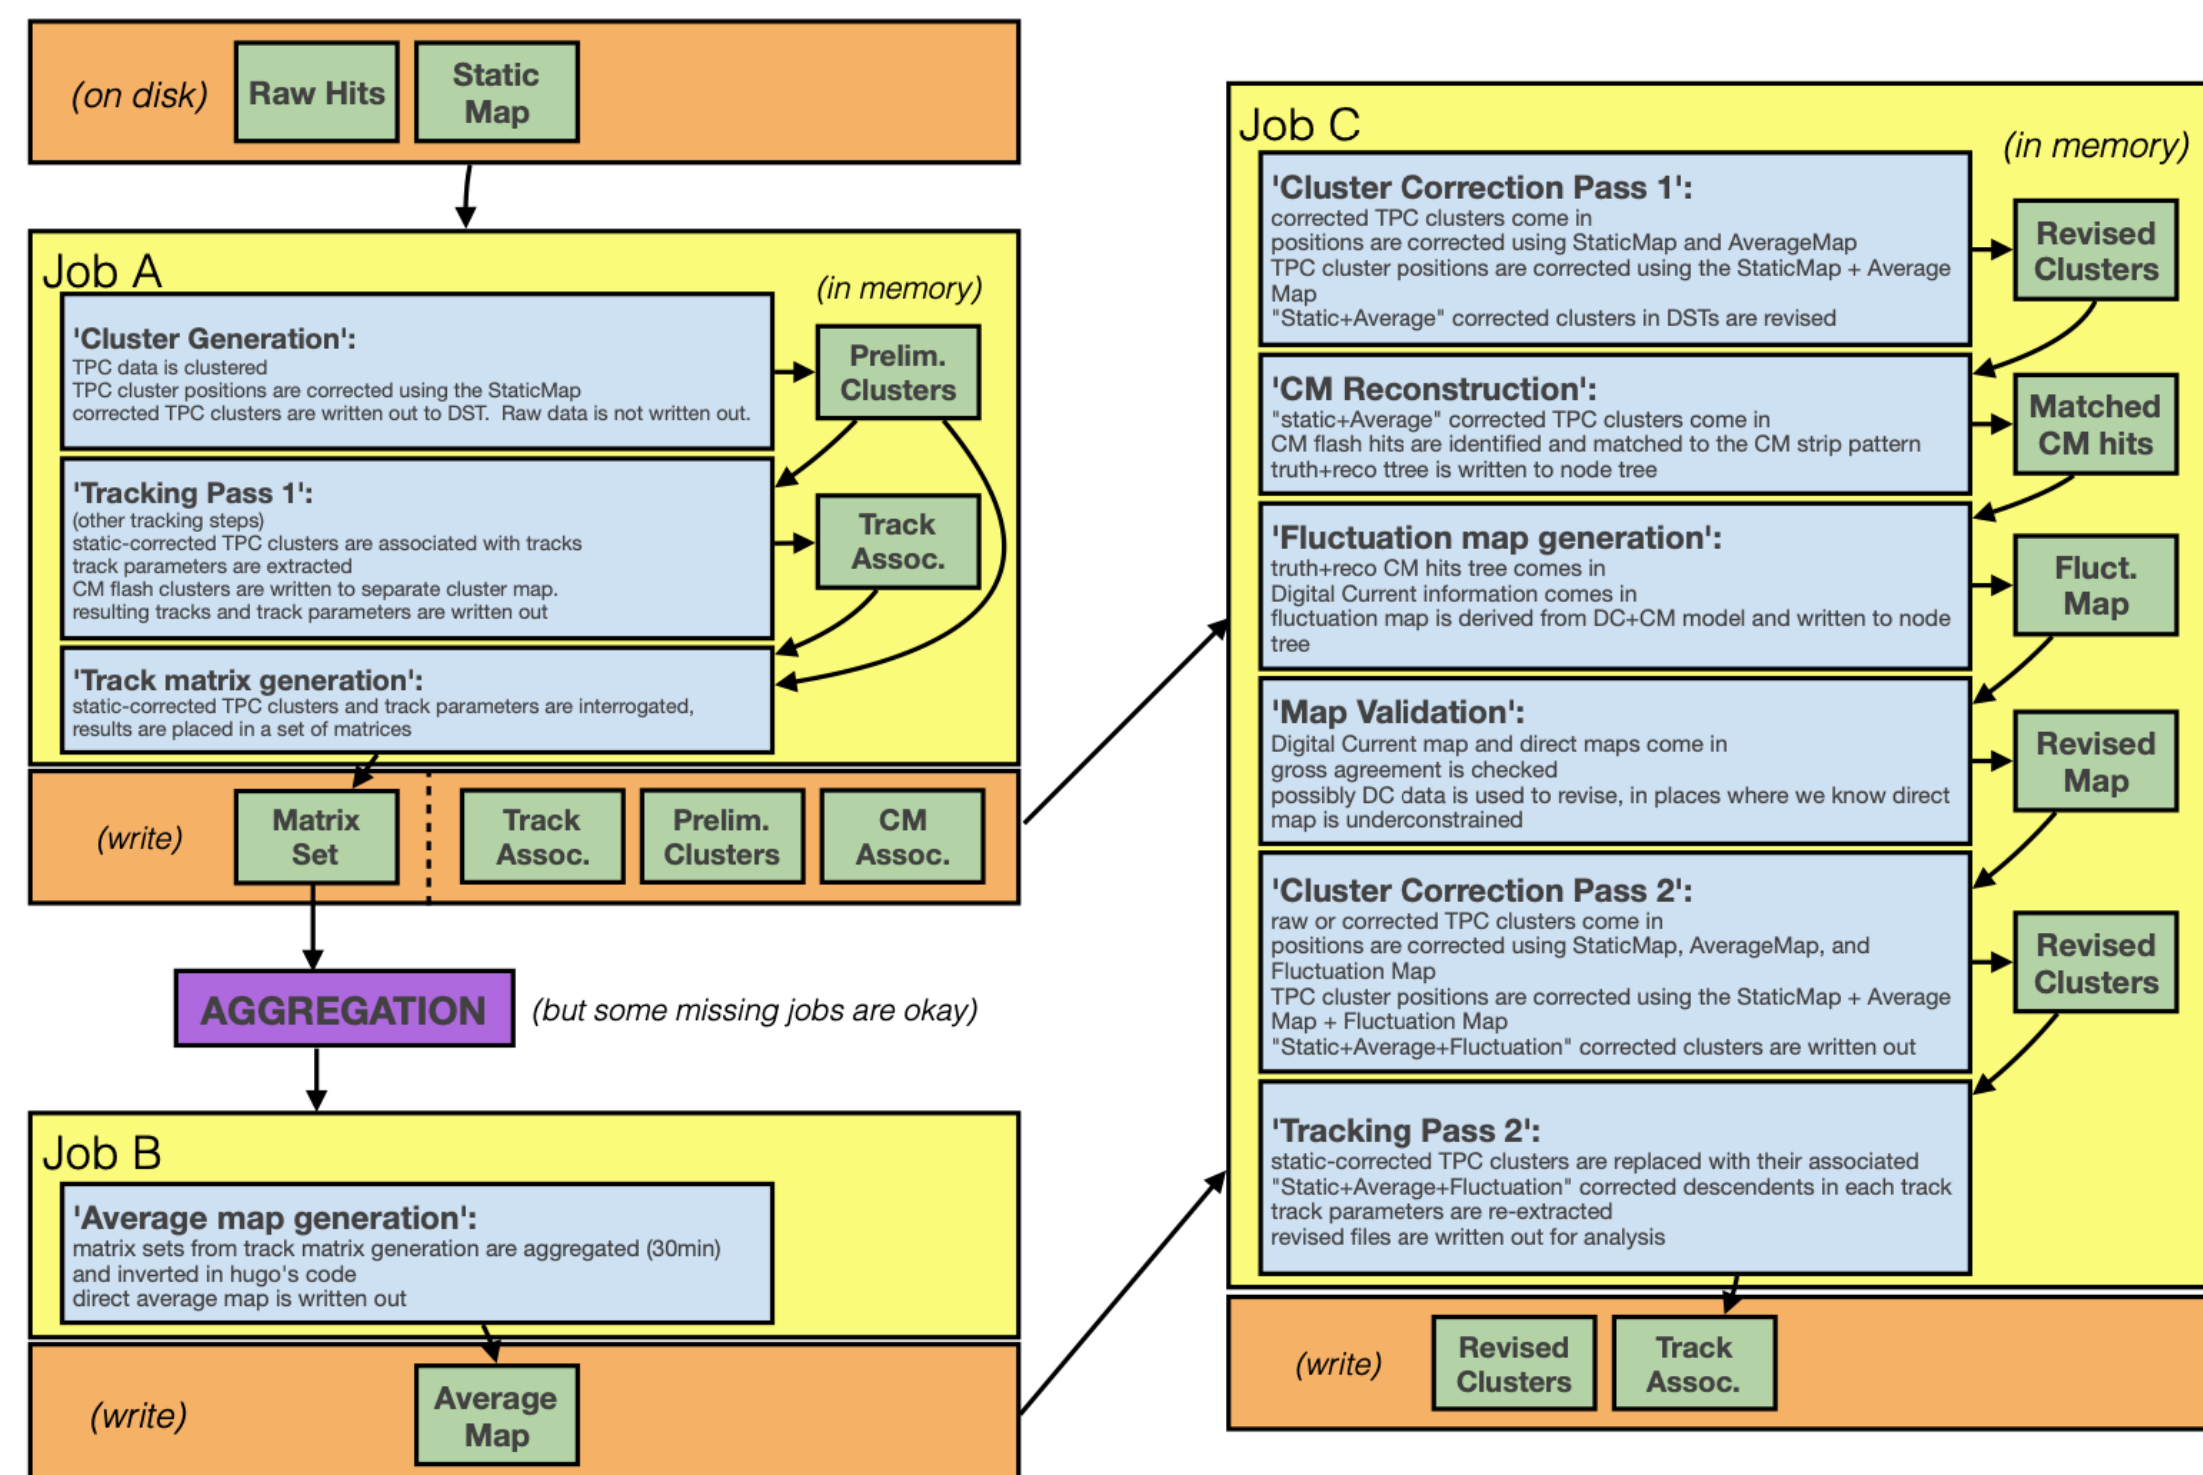 (on disk)
Raw Hits
Static
Map
Job A
(in memory)
'Cluster Generation':
TPC data is clustered
TPC cluster positions are corrected using the StaticMap
corrected TPC clusters are written out to DST.  Raw data is not written out.
Prelim.
Clusters
'Tracking Pass 1':
(other tracking steps)
static-corrected TPC clusters are associated with tracks
track parameters are extracted
CM flash clusters are written to separate cluster map.
resulting tracks and track parameters are written out
Track
Assoc.
'Track matrix generation':
static-corrected TPC clusters and track parameters are interrogated,
results are placed in a set of matrices
(write)
Matrix
Set
Track
Assoc.
Prelim.
Clusters
CM
Assoc.
AGGREGATION
(but some missing jobs are okay)
Job B
'Average map generation':
matrix sets from track matrix generation are aggregated (30min)
and inverted in hugo's code
direct average map is written out
(write)
Average
Map
Job C
(in memory)
'Cluster Correction Pass 1':
corrected TPC clusters come in
positions are corrected using StaticMap and AverageMap
TPC cluster positions are corrected using the StaticMap + Average
Map
"Static+Average" corrected clusters in DSTs are revised
Revised
Clusters
'CM Reconstruction':
"static+Average" corrected TPC clusters come in
CM flash hits are identified and matched to the CM strip pattern
truth+reco ttree is written to node tree
Matched
CM hits
'Fluctuation map generation':
truth+reco CM hits tree comes in
Digital Current information comes in
fluctuation map is derived from DC+CM model and written to node
tree
Fluct.
Map
'Map Validation':
Digital Current map and direct maps come in
gross agreement is checked
possibly DC data is used to revise, in places where we know direct
map is underconstrained
Revised
Map
'Cluster Correction Pass 2':
raw or corrected TPC clusters come in
positions are corrected using StaticMap, AverageMap, and
Fluctuation Map
TPC cluster positions are corrected using the StaticMap + Average
Map + Fluctuation Map
"Static+Average+Fluctuation" corrected clusters are written out
Revised
Clusters
'Tracking Pass 2':
static-corrected TPC clusters are replaced with their associated
"Static+Average+Fluctuation" corrected descendents in each track
track parameters are re-extracted
revised files are written out for analysis
(write)
Revised
Clusters
Track
Assoc.